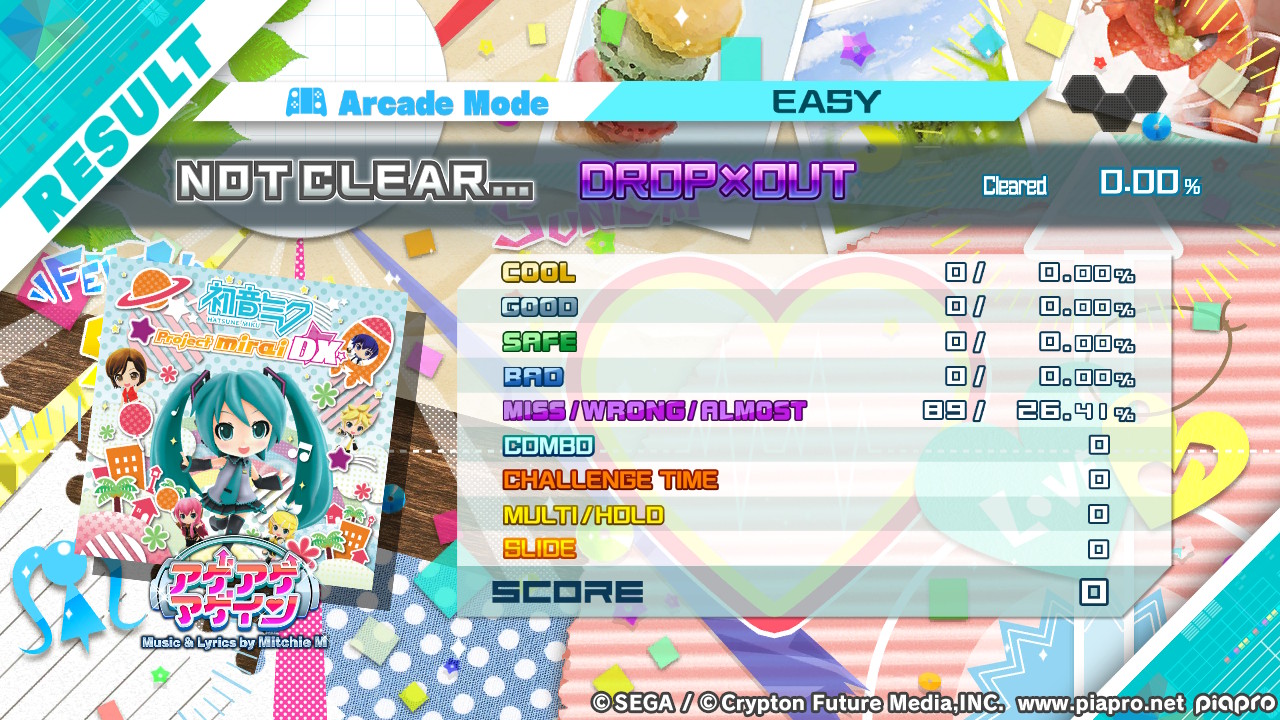 RESULT
Arcade Mode
EASY
NOT CLEAR...
DROP×OUT
Cleared 0.00%
COOL 0 / 0.00%
GOOD 0 / 0.00%
SAFE 0 / 0.00%
BAD 0 / 0.00%
MISS/WRONG/ALMOST 89 / 26.41%
COMBO 0
CHALLENGE TIME 0
MULTI/HOLD 0
SLIDE 0
SCORE 0
初音ミク
HATSUNE MIKU
Project mirai DX
アゲアゲ
アゲイン
Music & Lyrics by Mitchie M
© SEGA / © Crypton Future Media,INC. www.piapro.net piapro